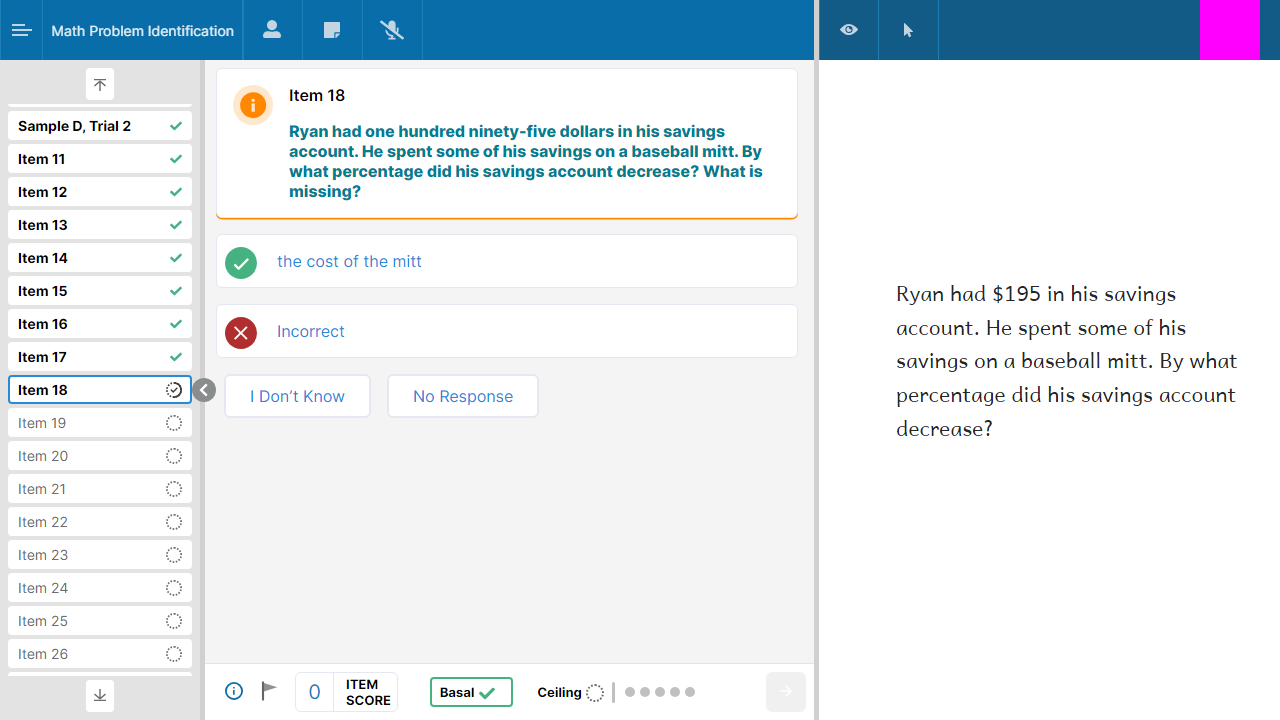 Math Problem Identification
Sample D, Trial 2
Item 11
Item 12
Item 13
Item 14
Item 15
Item 16
Item 17
Item 18
Item 19
Item 20
Item 21
Item 22
Item 23
Item 24
Item 25
Item 26
Item 18
Ryan had one hundred ninety-five dollars in his savings
account. He spent some of his savings on a baseball mitt. By
what percentage did his savings account decrease? What is
missing?
the cost of the mitt
Incorrect
I Don't Know
No Response
0
ITEM
SCORE
Basal
Ceiling
Ryan had $195 in his savings
account. He spent some of his
savings on a baseball mitt. By what
percentage did his savings account
decrease?